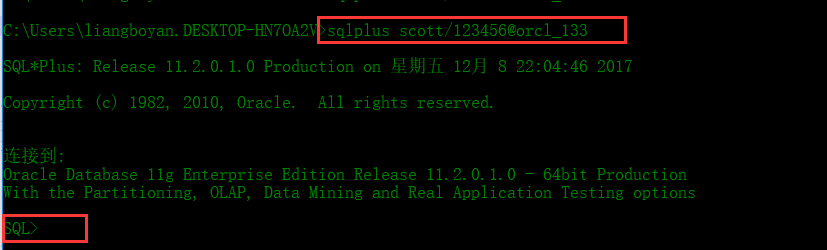 C:\Users\liangboyan.DESKTOP-HN7OA2V>sqlplus scott/123456@orcl_133
SQL*Plus: Release 11.2.0.1.0 Production on 星期五 12月 8 22:04:46 2017
Copyright (c) 1982, 2010, Oracle.  All rights reserved.
连接到:
Oracle Database 11g Enterprise Edition Release 11.2.0.1.0 - 64bit Production
With the Partitioning, OLAP, Data Mining and Real Application Testing options
SQL>